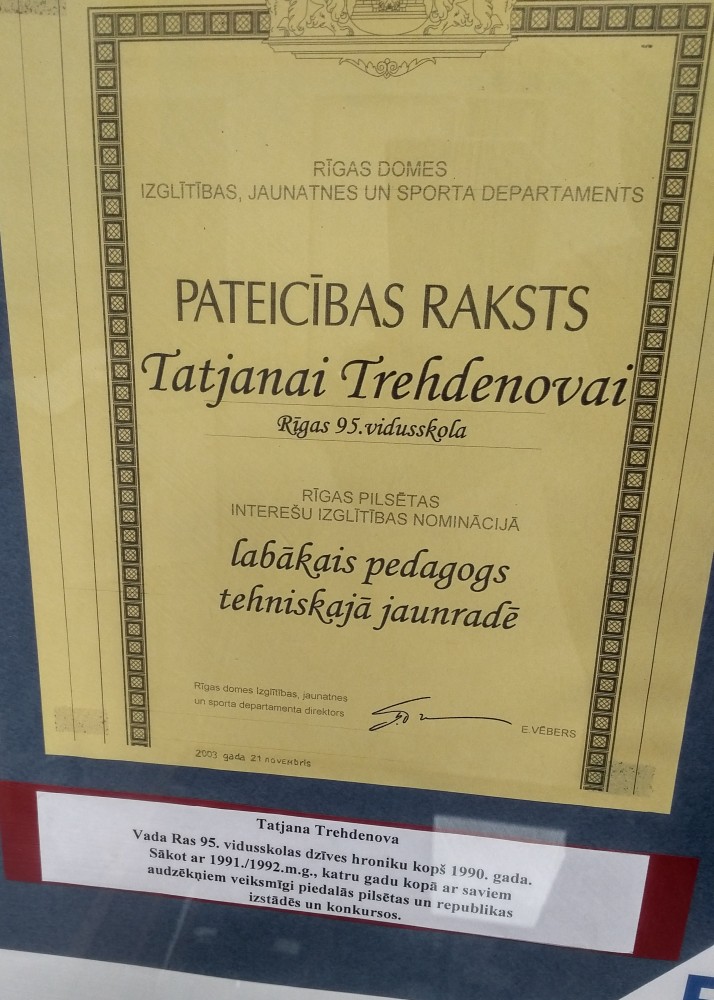 RĪGAS DOMES
IZGLĪTĪBAS, JAUNATNES UN SPORTA DEPARTAMENTS
PATEICĪBAS RAKSTS
Tatjanai Trehdenovai
Rīgas 95.vidusskola
RĪGAS PILSĒTAS
INTEREŠU IZGLĪTĪBAS NOMINĀCIJĀ
labākais pedagogs
tehniskajā jaunradē
Rīgas domes Izglītības, jaunatnes
un sporta departamenta direktors
E.VĒBERS
2003. gada 21 novembris
Tatjana Trehdenova
Vada Ras 95. vidusskolas dzīves hroniku kopš 1990. gada.
Sākot ar 1991./1992.m.g., katru gadu kopā ar saviem
audzēkņiem veiksmīgi piedalās pilsētas un republikas
izstādēs un konkursos.